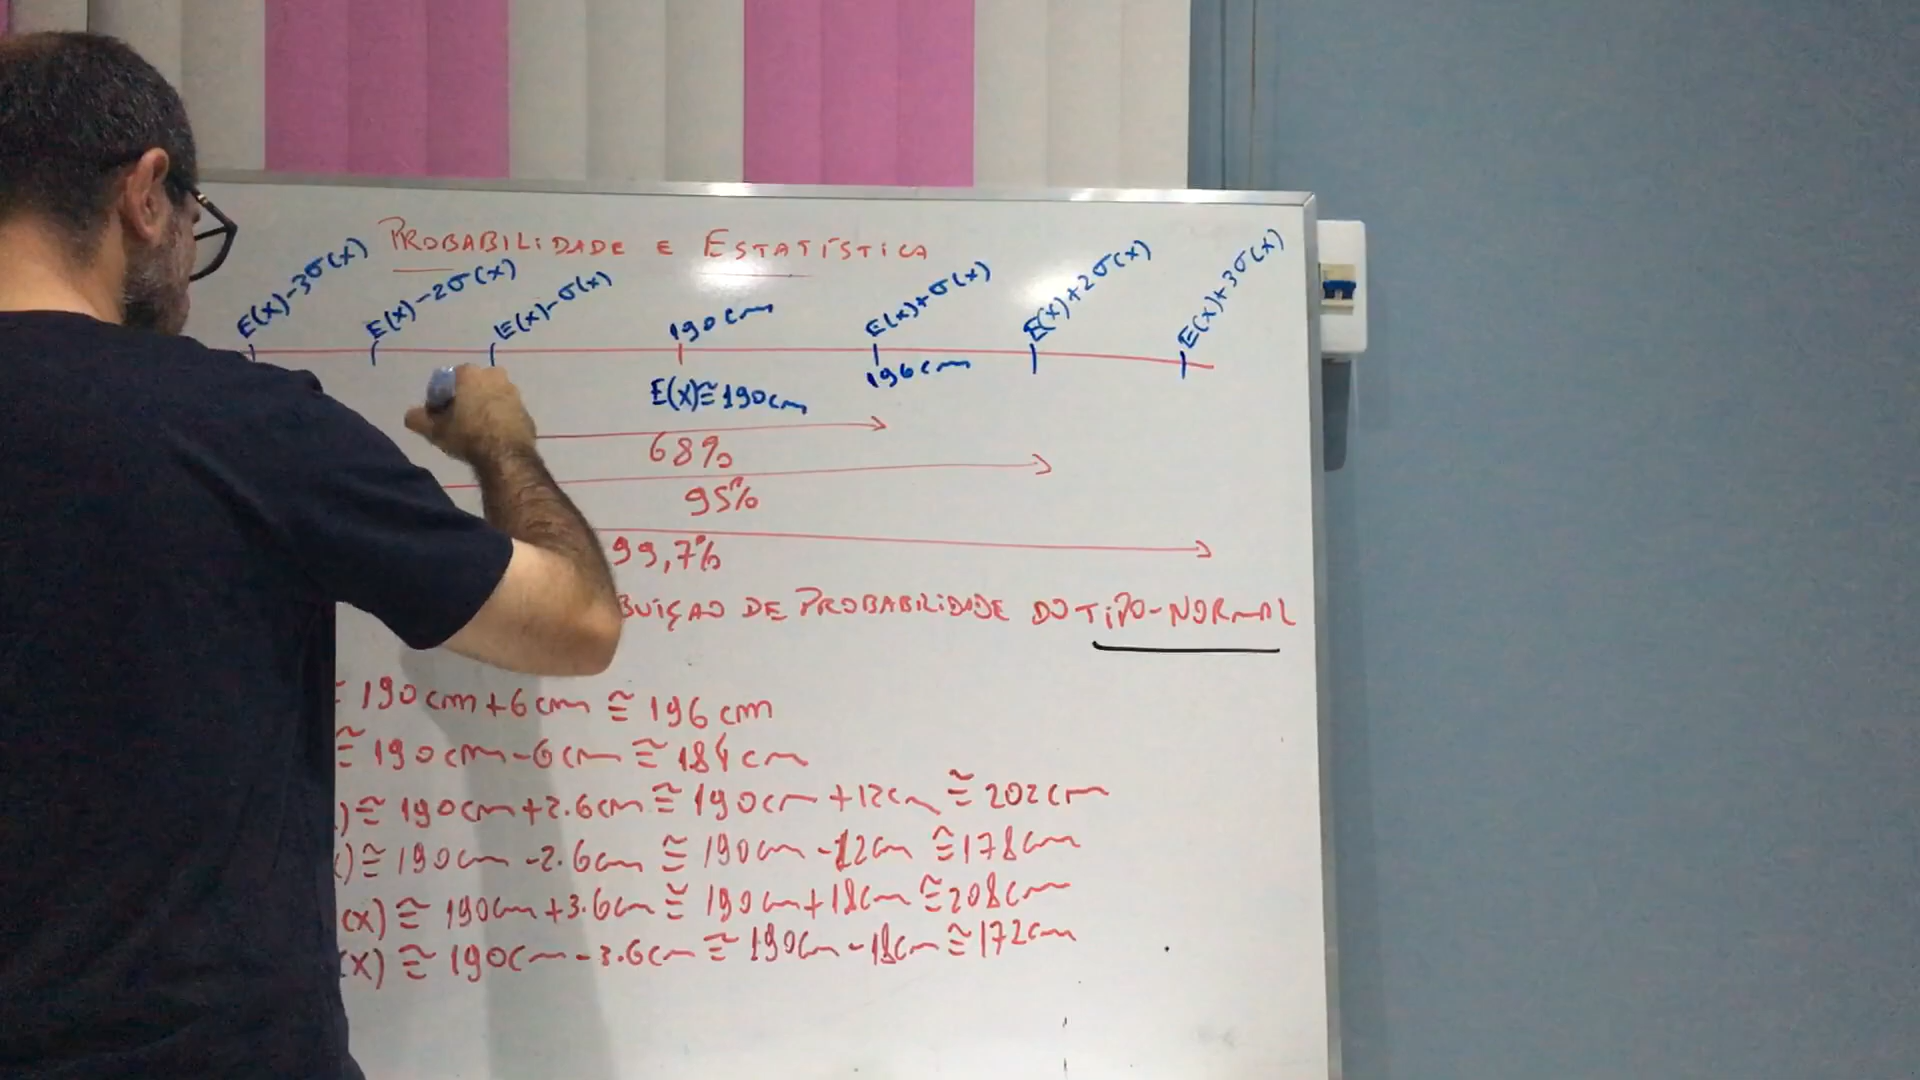 PROBABILIDADE E ESTATÍSTICA
E(x)-3σ(x) E(x)-2σ(x) E(x)-σ(x) 190cm E(x)+σ(x) E(x)+2σ(x) E(x)+3σ(x)
E(x)≅190cm 196cm
68%
95%
99,7%
BUIÇÃO DE PROBABILIDADE DO TIPO-NORMAL
≅ 190cm+6cm ≅ 196cm
≅ 190cm-6cm ≅ 184cm
) ≅ 190cm+2.6cm ≅ 190cm+12cm ≅ 202cm
x) ≅ 190cm-2.6cm ≅ 190cm-12cm ≅ 178cm
(x) ≅ 190cm+3.6cm ≅ 190cm+18cm ≅ 208cm
(x) ≅ 190cm-3.6cm ≅ 190cm-18cm ≅ 172cm